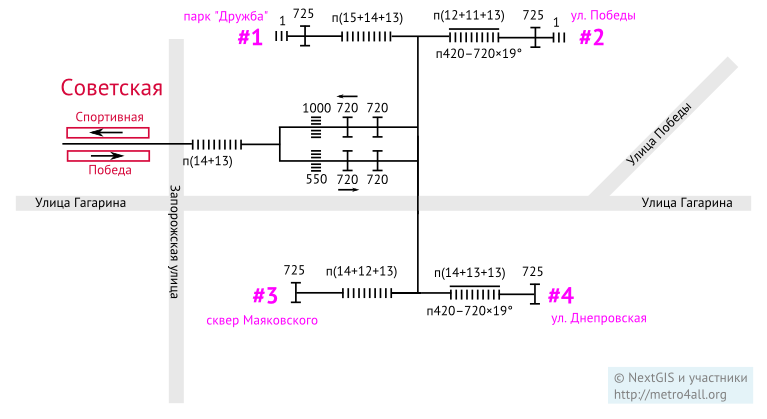 парк "Дружба"
#1
1
725
п(15+14+13)
п(12+11+13)
п420–720×19°
725
1
ул. Победы
#2
Советская
Спортивная
Победа
п(14+13)
1000
720
720
550
720
720
Улица Победы
Улица Гагарина
Запорожская улица
Улица Гагарина
#3
сквер Маяковского
725
п(14+12+13)
п(14+13+13)
п420–720×19°
725
#4
ул. Днепровская
© NextGIS и участники
http://metro4all.org